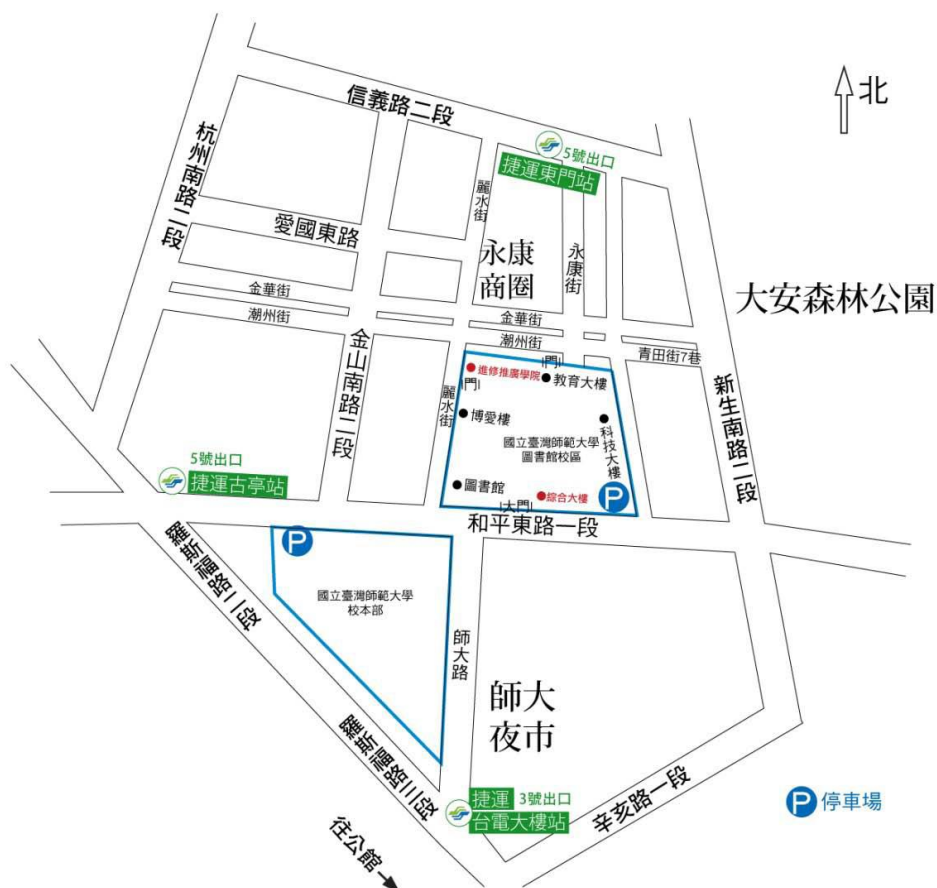 北
信義路二段
5號出口
捷運東門站
杭州南路二段
麗水街
愛國東路
永康
商圈
永康街
大安森林公園
金華街
潮州街
金華街
潮州街
青田街7巷
金山南路二段
新生南路二段
門
進修推廣學院
教育大樓
門
麗水街
博愛樓
科技大樓
國立臺灣師範大學
圖書館校區
5號出口
捷運古亭站
圖書館
綜合大樓
P
大門
和平東路一段
P
羅斯福路二段
國立臺灣師範大學
校本部
師大路
師大
夜市
羅斯福路三段
捷運 3號出口
台電大樓站
辛亥路一段
P 停車場
往公館